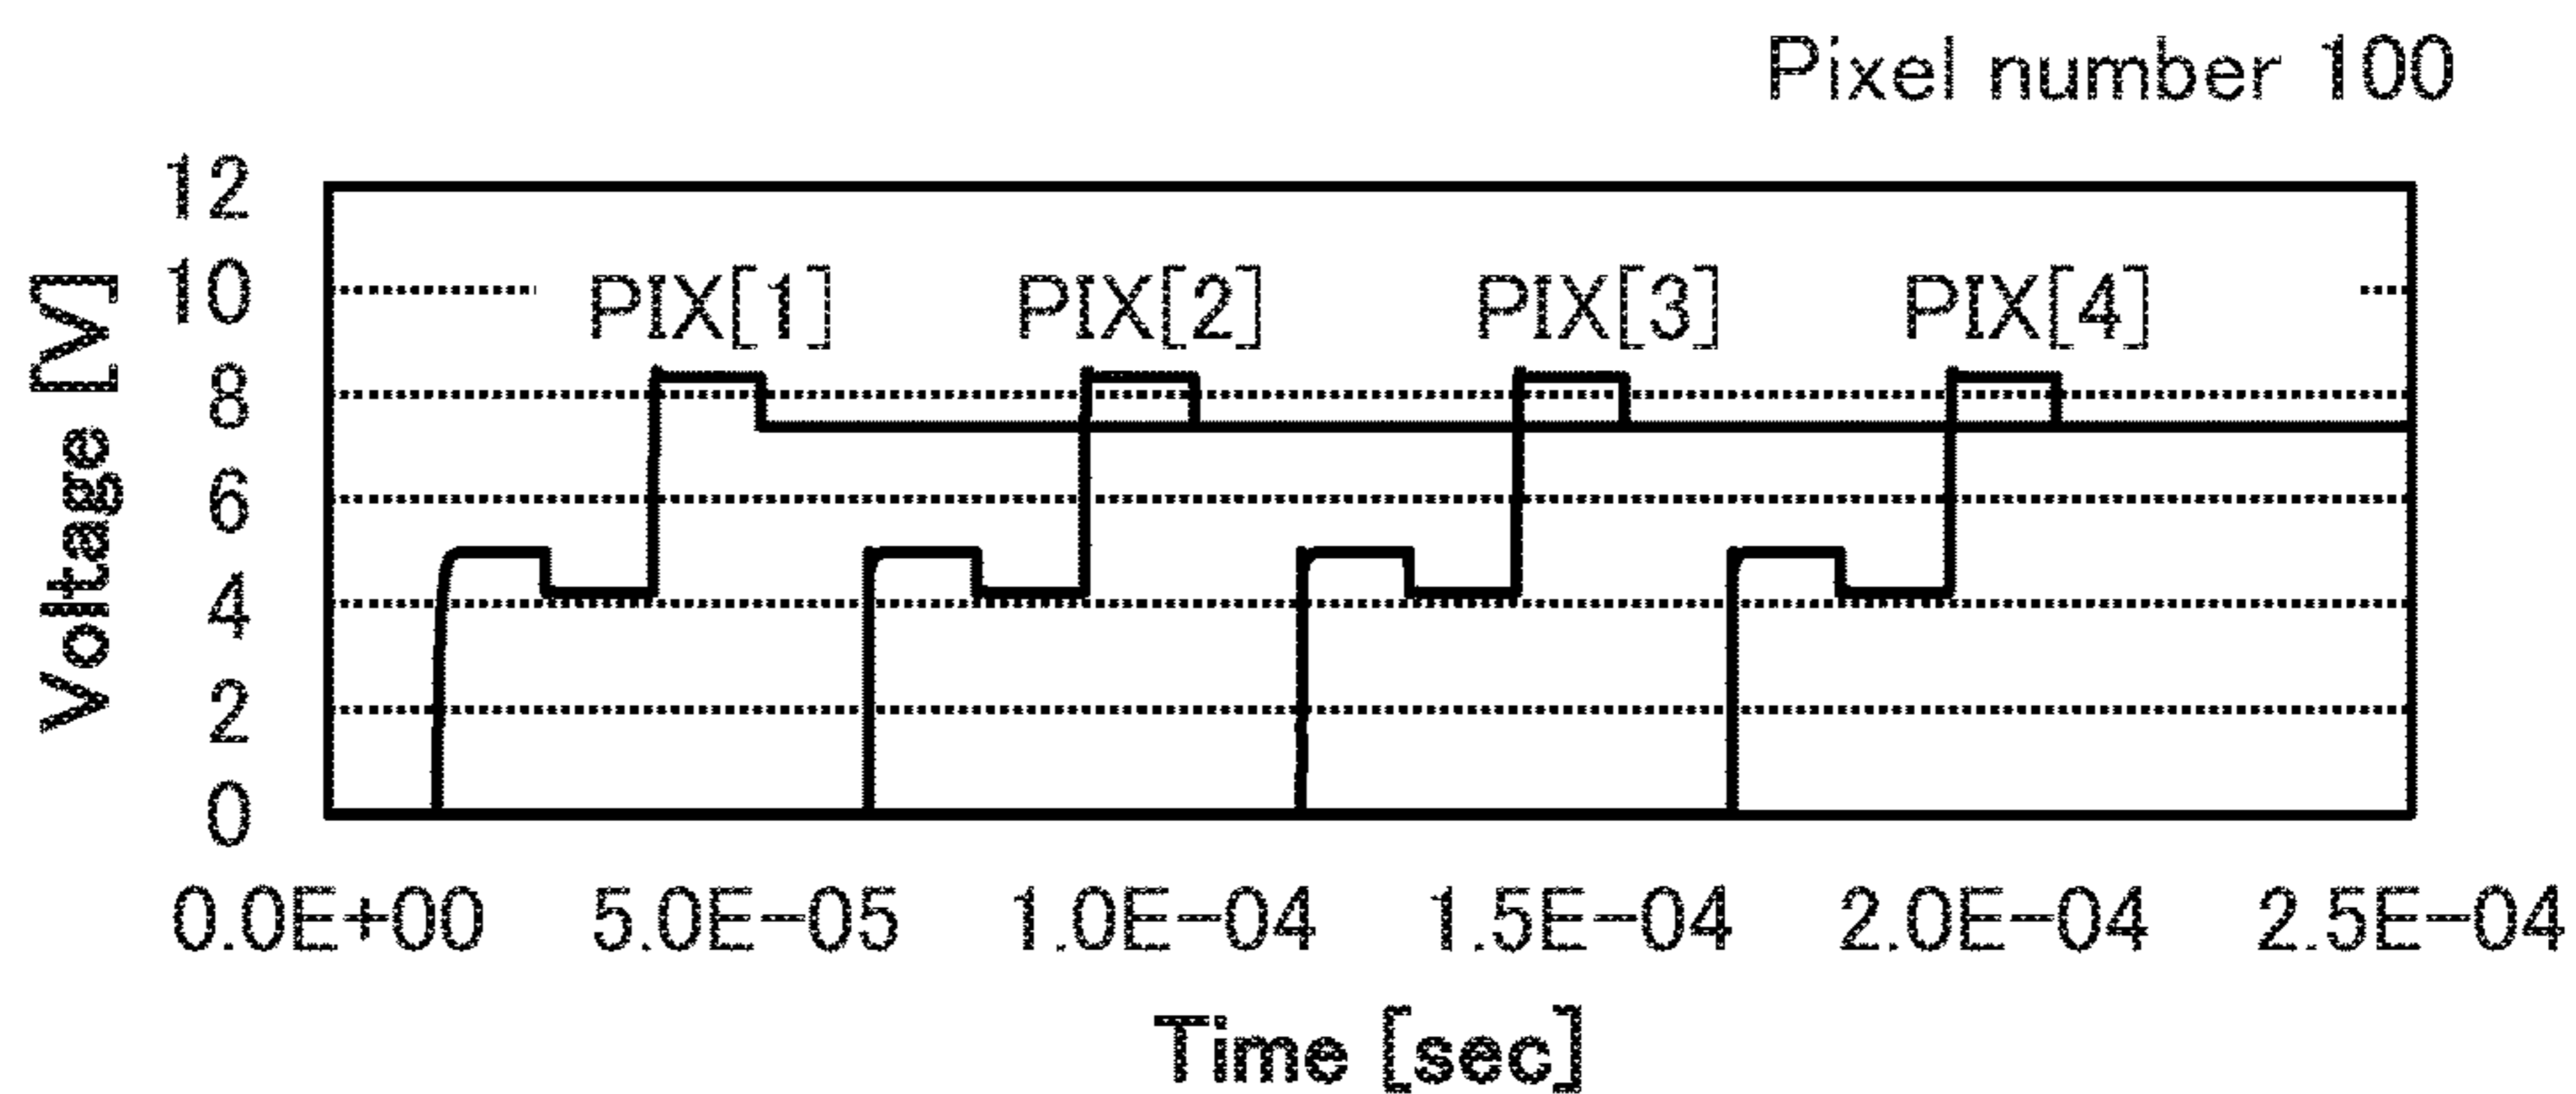 Pixel number 100
12
10
8
6
4
2
0
Voltage [V]
PIX[1] PIX[2] PIX[3] PIX[4]
0.0E+00 5.0E-05 1.0E-04 1.5E-04 2.0E-04 2.5E-04
Time [sec]